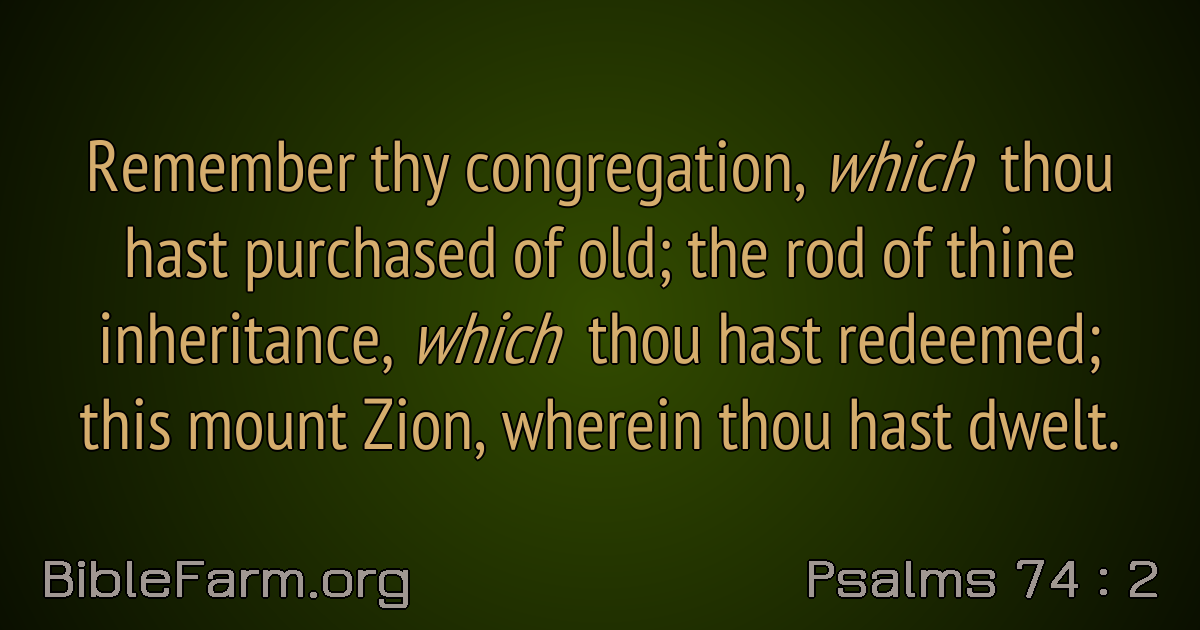 Remember thy congregation, which thou
hast purchased of old; the rod of thine
inheritance, which thou hast redeemed;
this mount Zion, wherein thou hast dwelt.
BibleFarm.org
Psalms 74 : 2